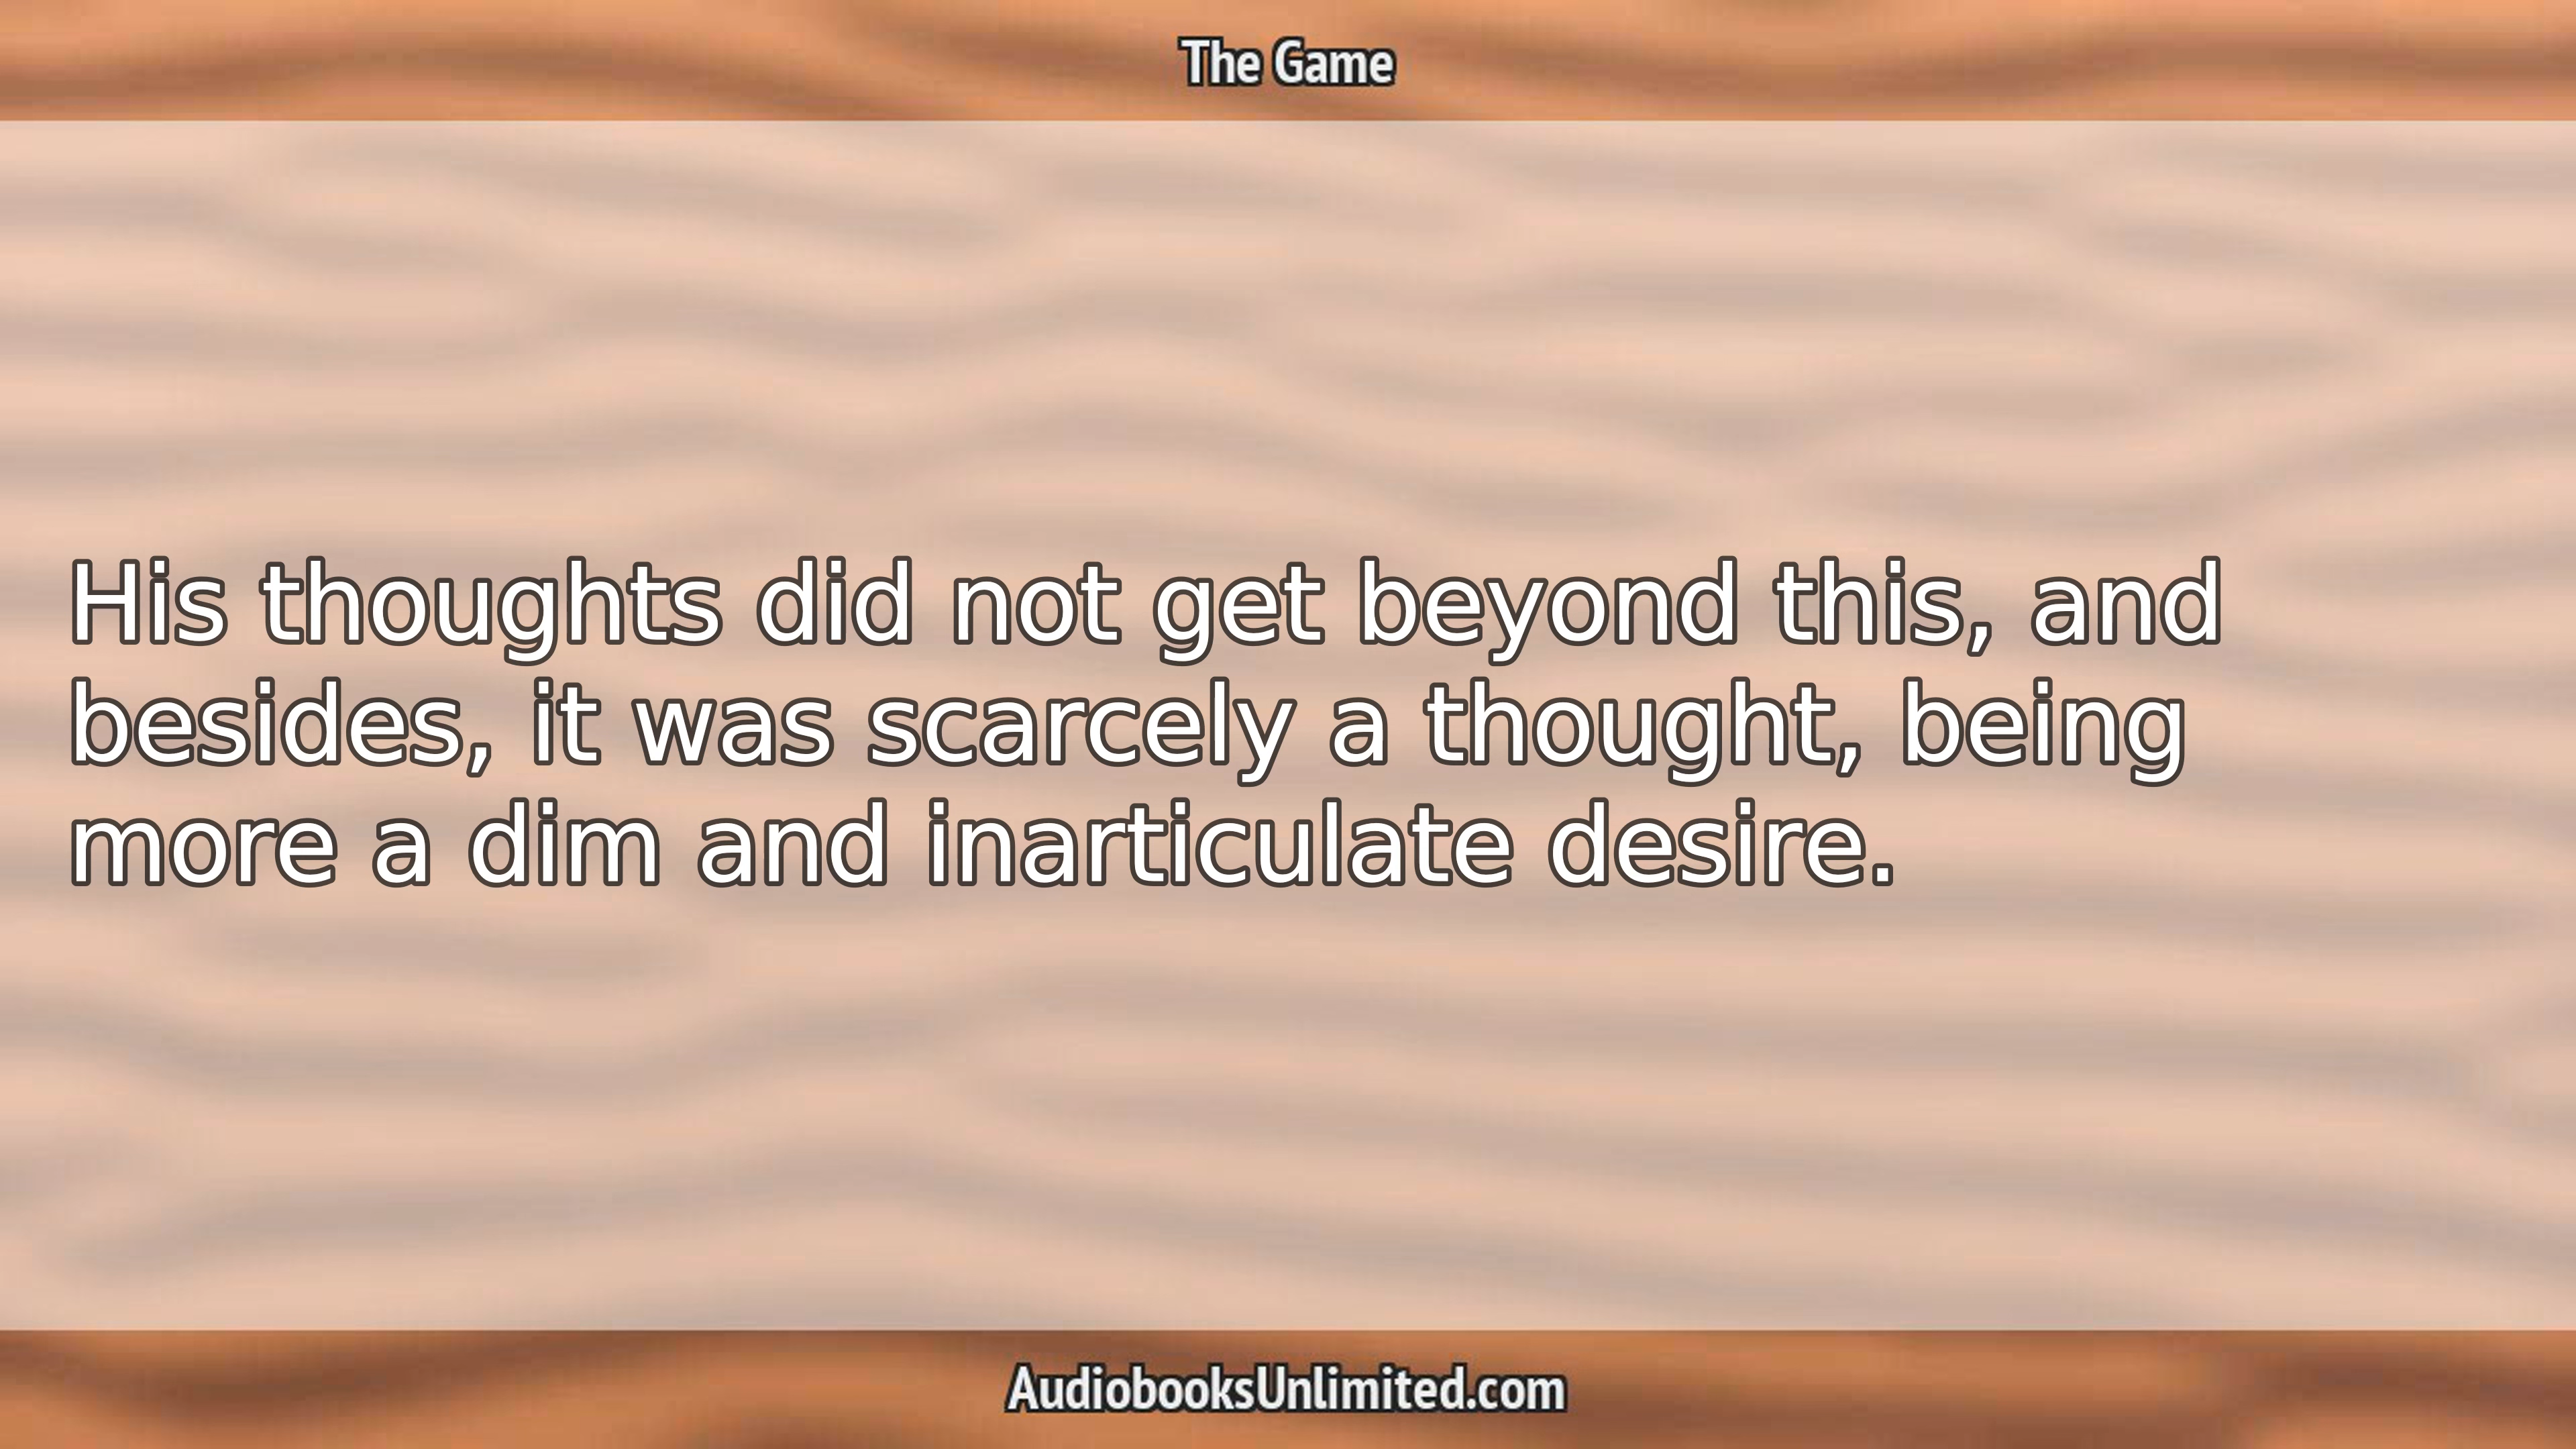 The Game
His thoughts did not get beyond this, and
besides, it was scarcely a thought, being
more a dim and inarticulate desire.
AudiobooksUnlimited.com